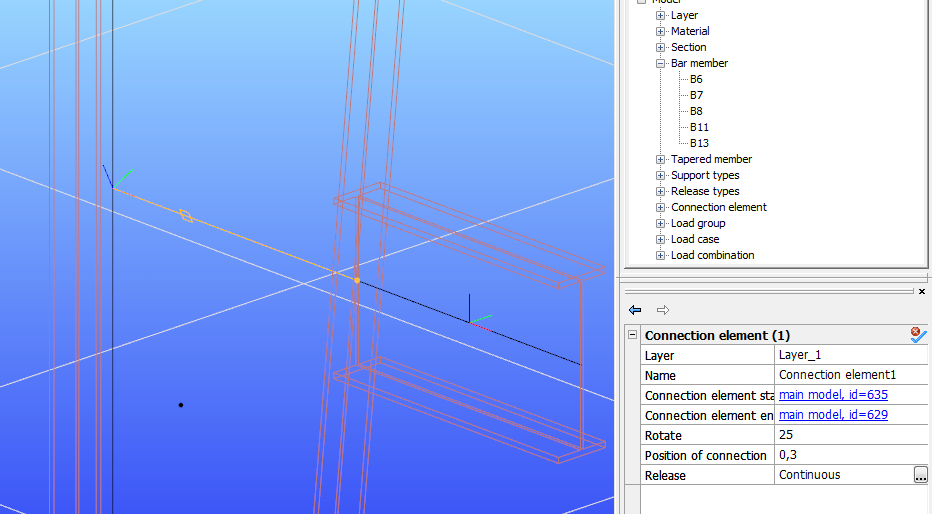 Model
Layer
Material
Section
Bar member
B6
B7
B8
B11
B13
Tapered member
Support types
Release types
Connection element
Load group
Load case
Load combination
Connection element (1)
Layer Layer_1
Name Connection element1
Connection element sta main model, id=635
Connection element en main model, id=629
Rotate 25
Position of connection 0,3
Release Continuous ...